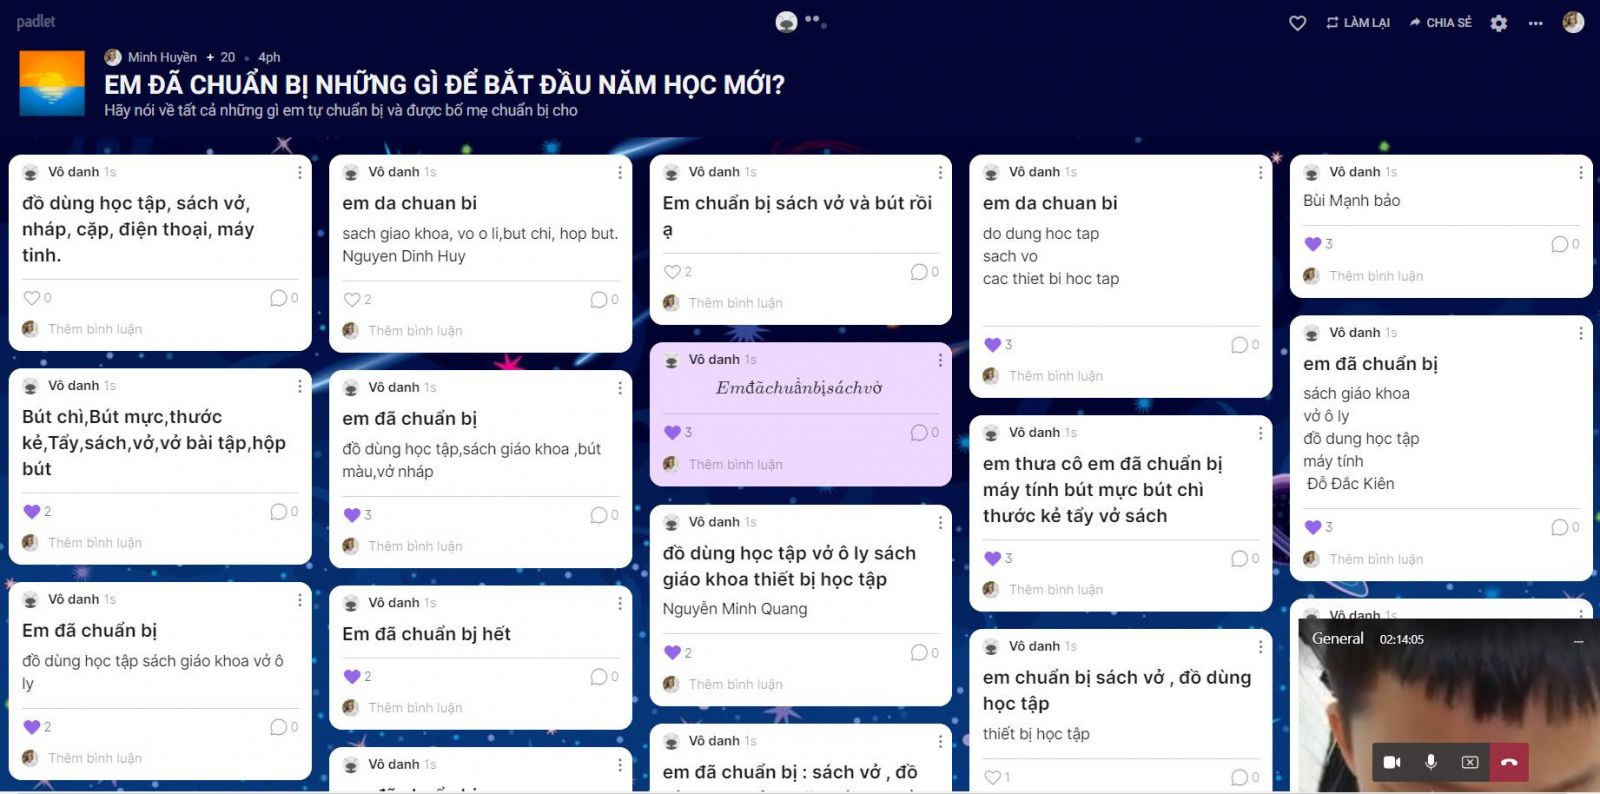 padlet
LÀM LẠI
CHIA SẺ
Minh Huyền + 20 • 4ph
EM ĐÃ CHUẨN BỊ NHỮNG GÌ ĐỂ BẮT ĐẦU NĂM HỌC MỚI?
Hãy nói về tất cả những gì em tự chuẩn bị và được bố mẹ chuẩn bị cho
Vô danh 1s
đồ dùng học tập, sách vở,
nháp, cặp, điện thoại, máy
tinh.
0
0
Thêm bình luận
Vô danh 1s
Bút chì,Bút mực,thước
kẻ,Tẩy,sách,vở,vở bài tập,hộp
bút
2
0
Thêm bình luận
Vô danh 1s
Em đã chuẩn bị
đồ dùng học tập sách giáo khoa vở ô
ly
2
0
Thêm bình luận
Vô danh 1s
em da chuan bi
sach giao khoa, vo o li,but chi, hop but.
Nguyen Dinh Huy
2
0
Thêm bình luận
Vô danh 1s
em đã chuẩn bị
đồ dùng học tập,sách giáo khoa ,bút
màu,vở nháp
3
0
Thêm bình luận
Vô danh 1s
Em đã chuẩn bj hết
2
0
Thêm bình luận
Vô danh 1s
Vô danh 1s
Em chuẩn bị sách vở và bút rồi
ạ
2
0
Thêm bình luận
Vô danh 1s
Emđãchuẩnbịsáchvở
3
0
Thêm bình luận
Vô danh 1s
đồ dùng học tập vở ô ly sách
giáo khoa thiết bị học tập
Nguyễn Minh Quang
2
0
Thêm bình luận
Vô danh 1s
em đã chuẩn bị : sách vở , đồ
Vô danh 1s
em da chuan bi
do dung hoc tap
sach vo
cac thiet bi hoc tap
3
0
Thêm bình luận
Vô danh 1s
em thưa cô em đã chuẩn bị
máy tính bút mực bút chì
thước kẻ tẩy vở sách
3
0
Thêm bình luận
Vô danh 1s
em chuẩn bị sách vở , đồ dùng
học tập
thiết bị học tập
1
0
Vô danh 1s
Bùi Mạnh bảo
3
0
Thêm bình luận
Vô danh 1s
em đã chuẩn bị
sách giáo khoa
vở ô ly
đồ dung học tập
máy tính
Đỗ Đắc Kiên
3
0
Thêm bình luận
Vô danh 1s
General 02:14:05